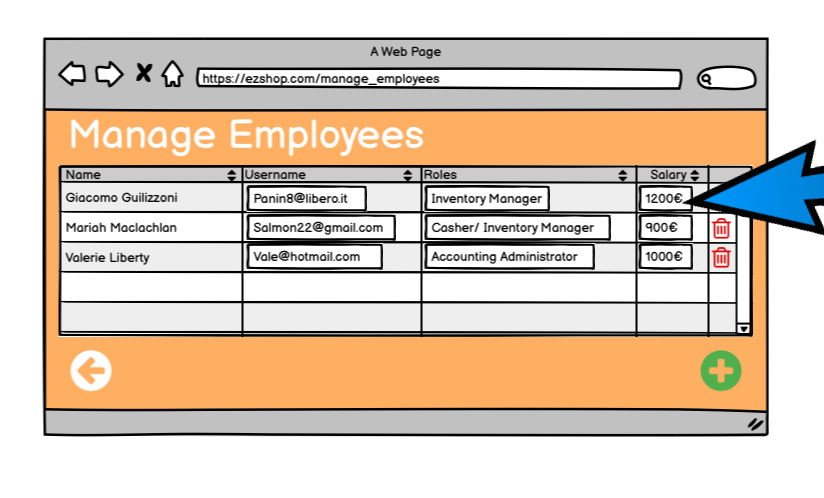 A Web Page
https://ezshop.com/manage_employees
Manage Employees
Name Username Roles Salary
Giacomo Guilizzoni Panin8@libero.it Inventory Manager 1200€
Mariah Maclachlan Salmon22@gmail.com Casher/ Inventory Manager 900€
Valerie Liberty Vale@hotmail.com Accounting Administrator 1000€